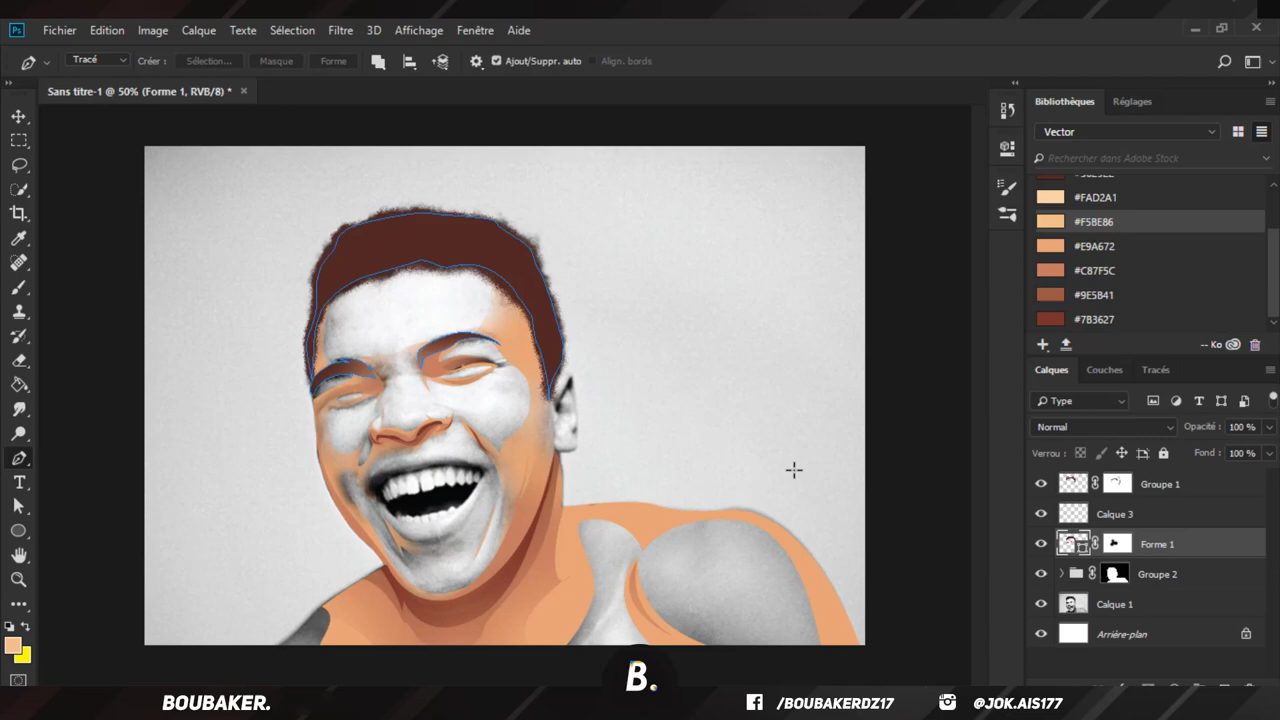 Ps Fichier Edition Image Calque Texte Sélection Filtre 3D Affichage Fenêtre Aide
Tracé Créer : Sélection... Masque Forme Ajout/Suppr. auto Align. bords
Sans titre-1 @ 50% (Forme 1, RVB/8) *
Bibliothèques Réglages
Vector
Rechercher dans Adobe Stock
#FAD2A1
#F5BE86
#E9A672
#C87F5C
#9E5B41
#7B3627
-- Ko
Calques Couches Tracés
Type
Normal Opacité : 100 %
Verrou : Fond : 100 %
Groupe 1
Calque 3
Forme 1
Groupe 2
Calque 1
Arrière-plan
BOUBAKER. B. /BOUBAKERDZ17 @JOK.AIS177